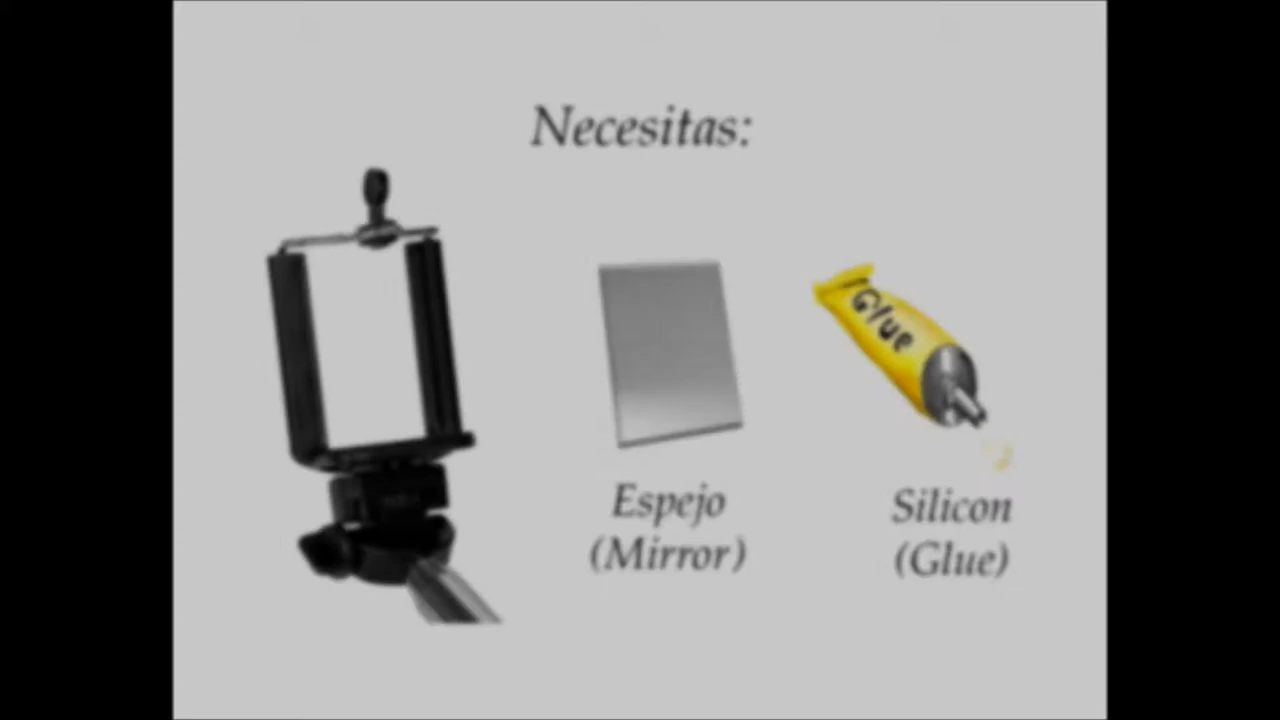 Necesitas:
Glue
Espejo
(Mirror)
Silicon
(Glue)